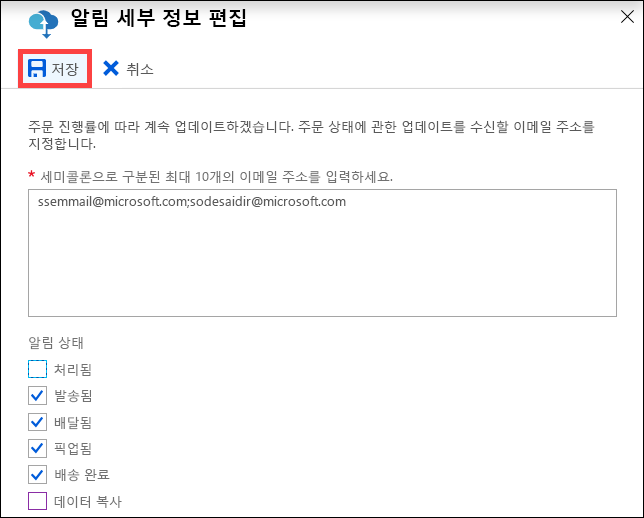 알림 세부 정보 편집
저장
취소
주문 진행률에 따라 계속 업데이트하겠습니다. 주문 상태에 관한 업데이트를 수신할 이메일 주소를
지정합니다.
* 세미콜론으로 구분된 최대 10개의 이메일 주소를 입력하세요.
ssemmail@microsoft.com;sodesaidir@microsoft.com
알림 상태
처리됨
발송됨
배달됨
픽업됨
배송 완료
데이터 복사